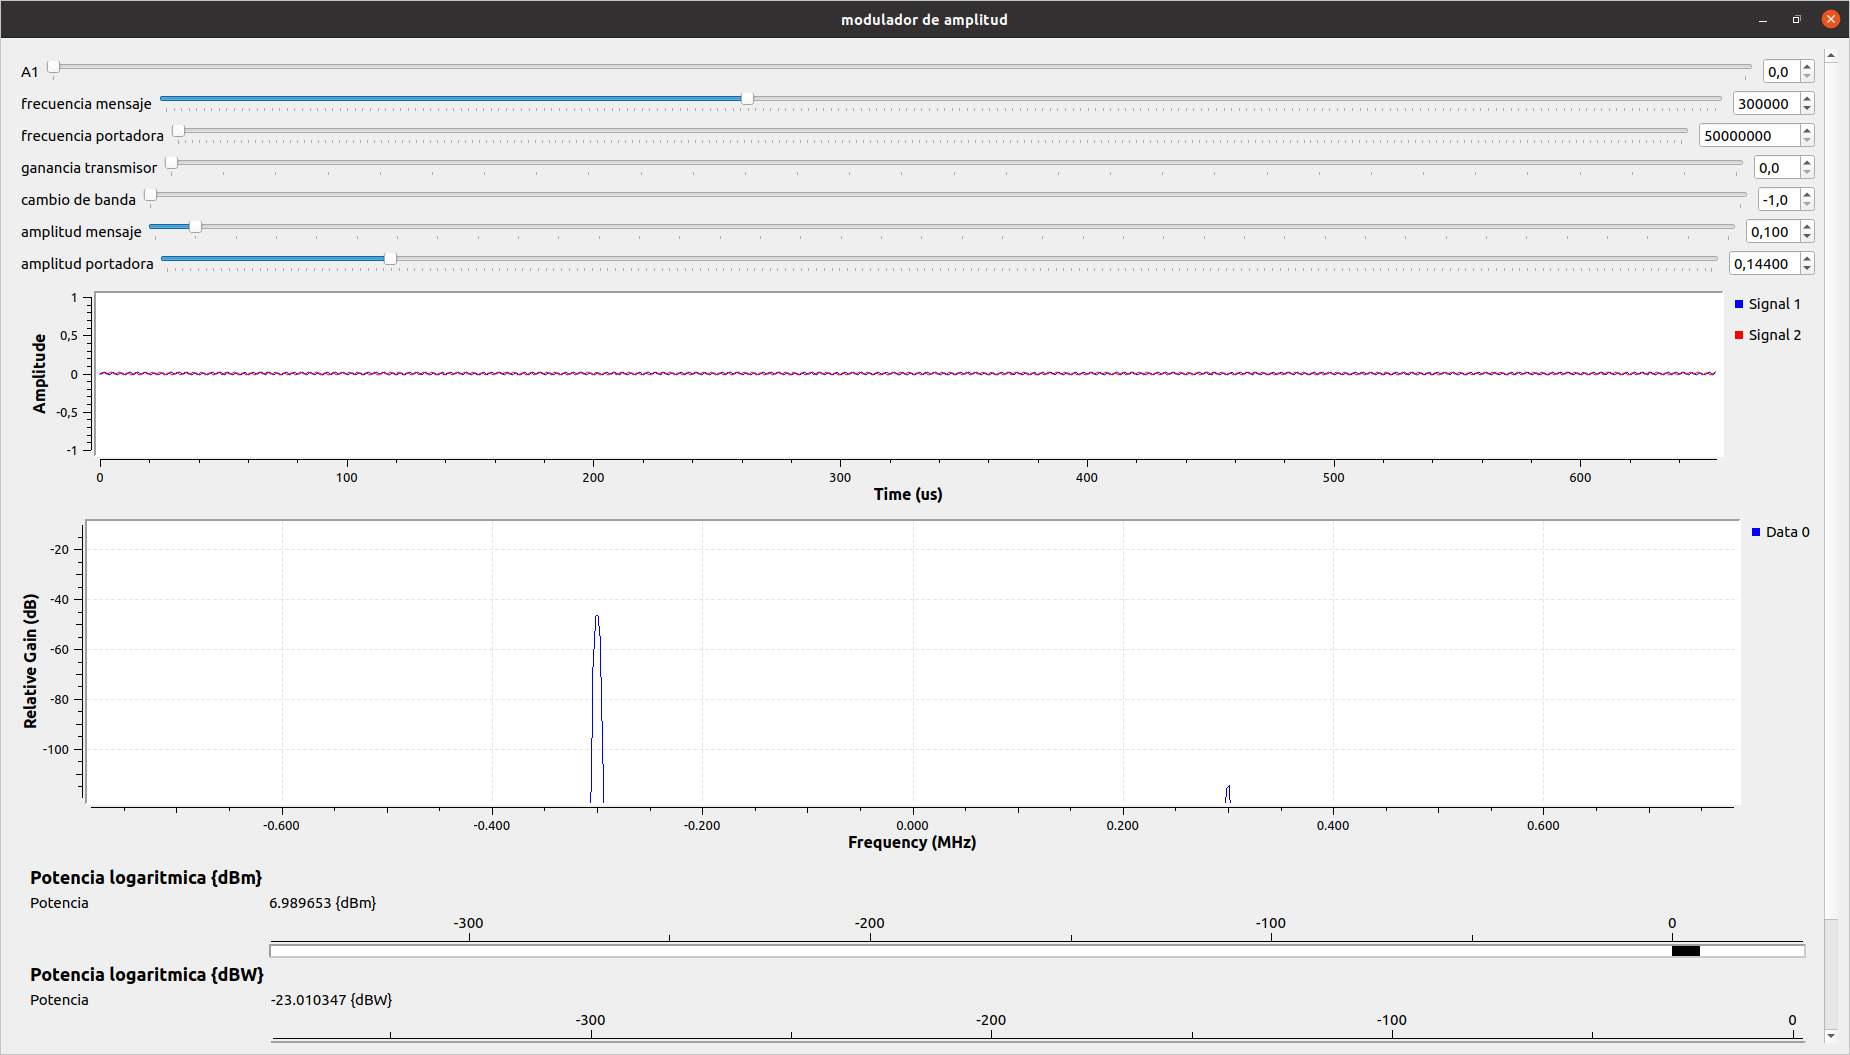 modulador de amplitud
A1 0,0
frecuencia mensaje 300000
frecuencia portadora 50000000
ganancia transmisor 0,0
cambio de banda -1,0
amplitud mensaje 0,100
amplitud portadora 0,14400
Amplitude
1
0,5
0
-0,5
-1
0 100 200 300 400 500 600
Time (us)
Signal 1
Signal 2
Relative Gain (dB)
-20
-40
-60
-80
-100
-0.600 -0.400 -0.200 0.000 0.200 0.400 0.600
Frequency (MHz)
Data 0
Potencia logaritmica {dBm}
Potencia 6.989653 {dBm}
-300 -200 -100 0
Potencia logaritmica {dBW}
Potencia -23.010347 {dBW}
-300 -200 -100 0